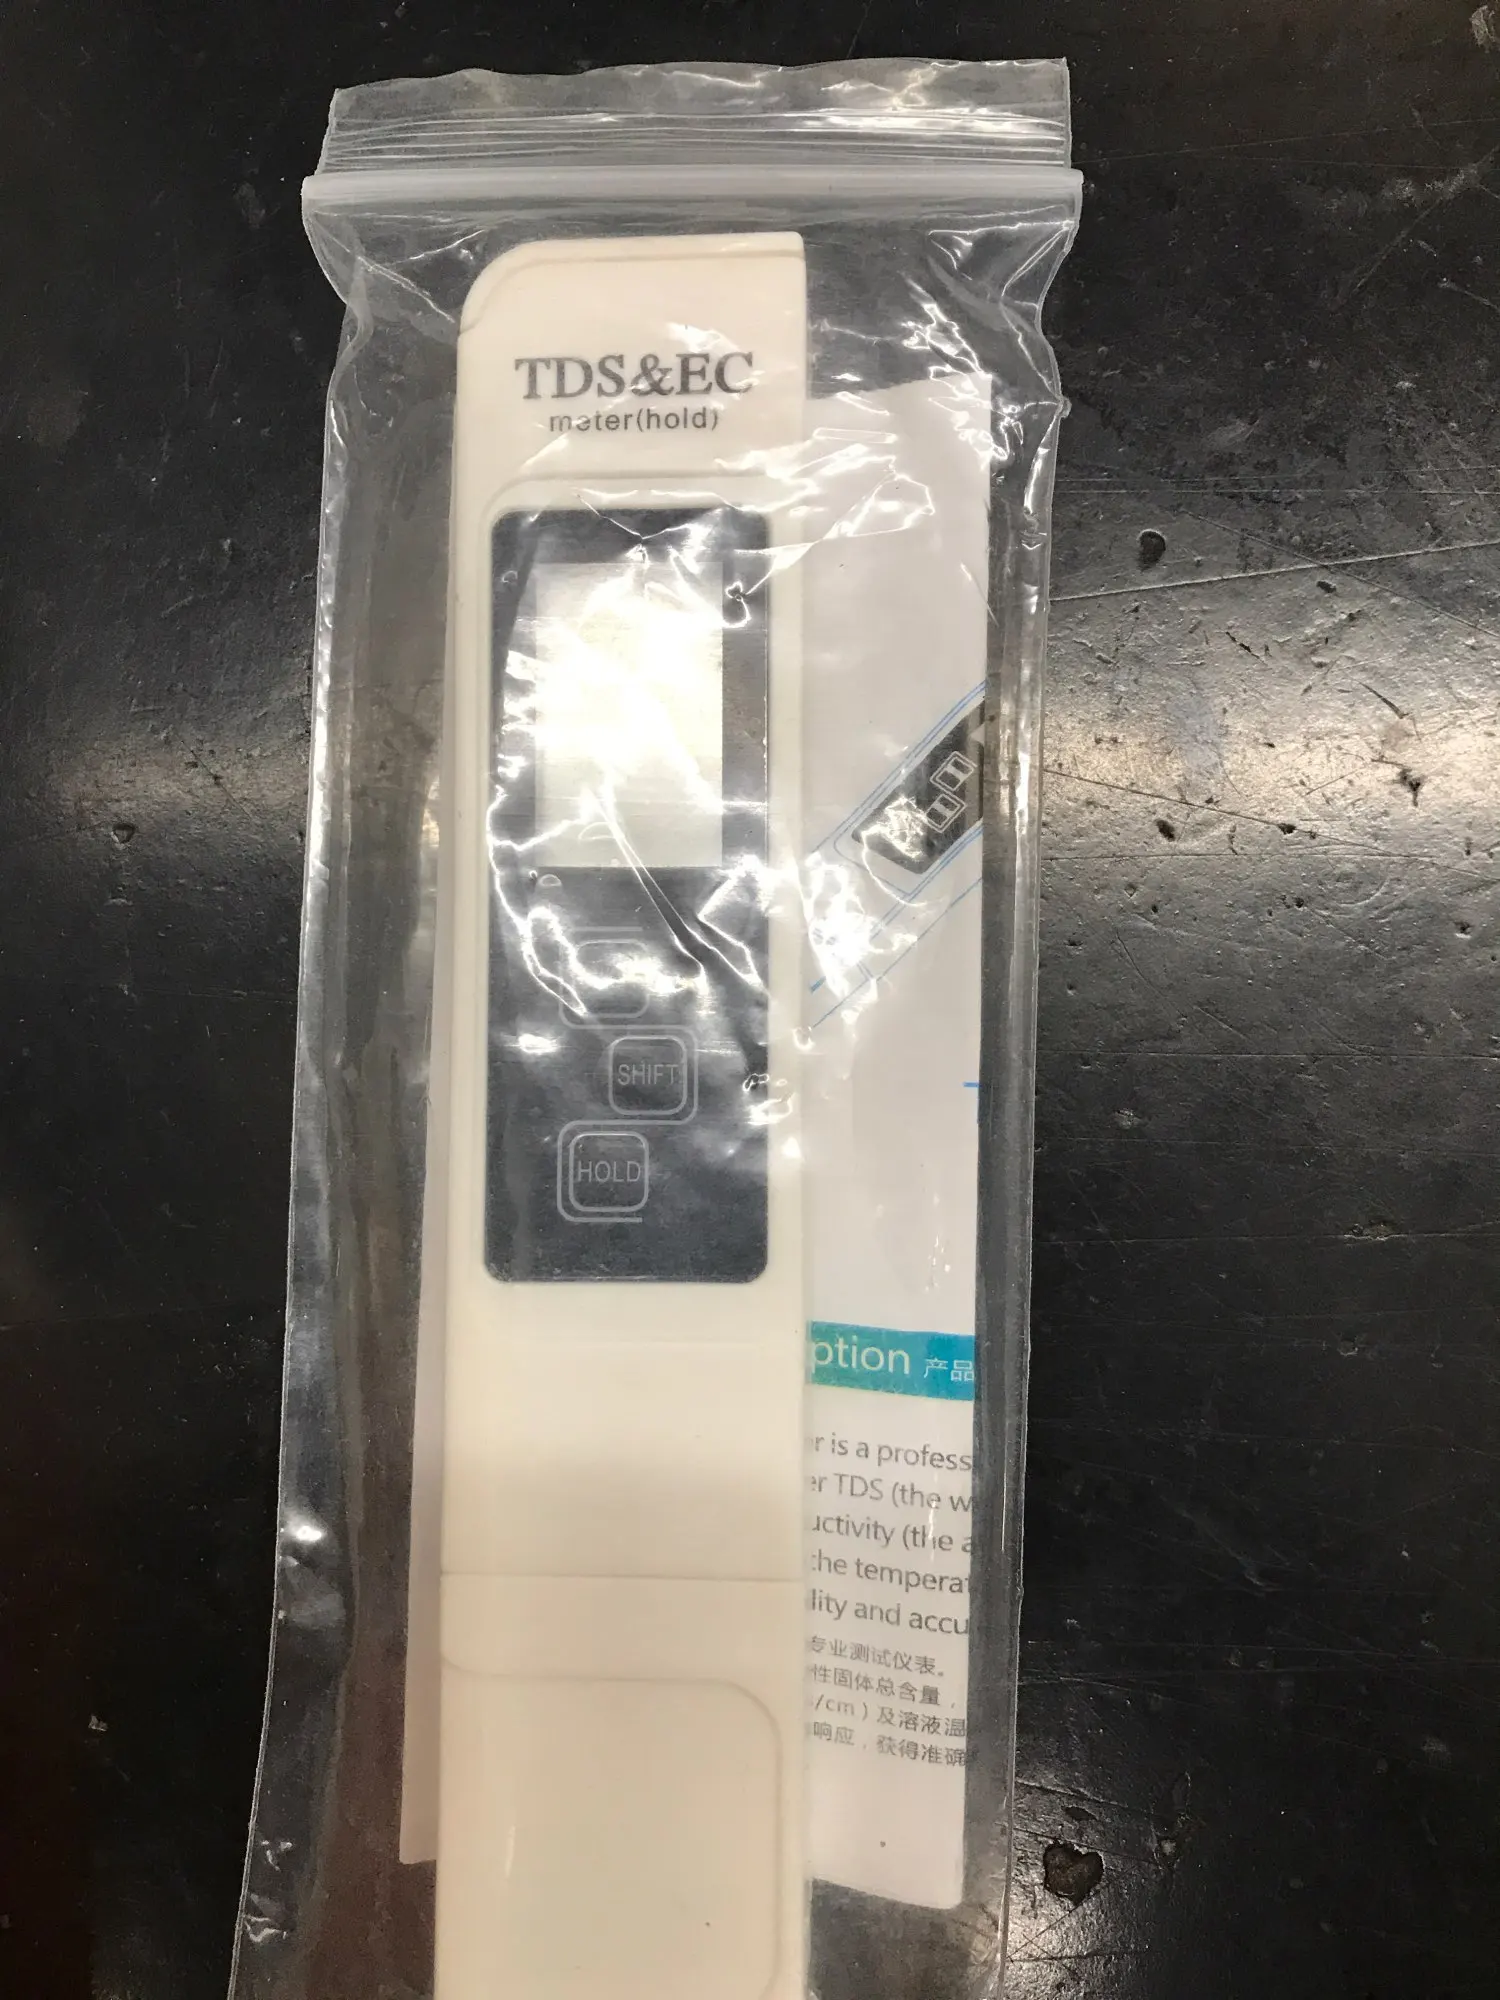 TDS&EC
meter(hold)
SHIFT
HOLD
ption 产品
r is a profess
er TDS (the w
uctivity (the a
the temperat
lity and accu
专业测试仪表。
性固体总含量，
s/cm）及溶液温
响应，获得准确